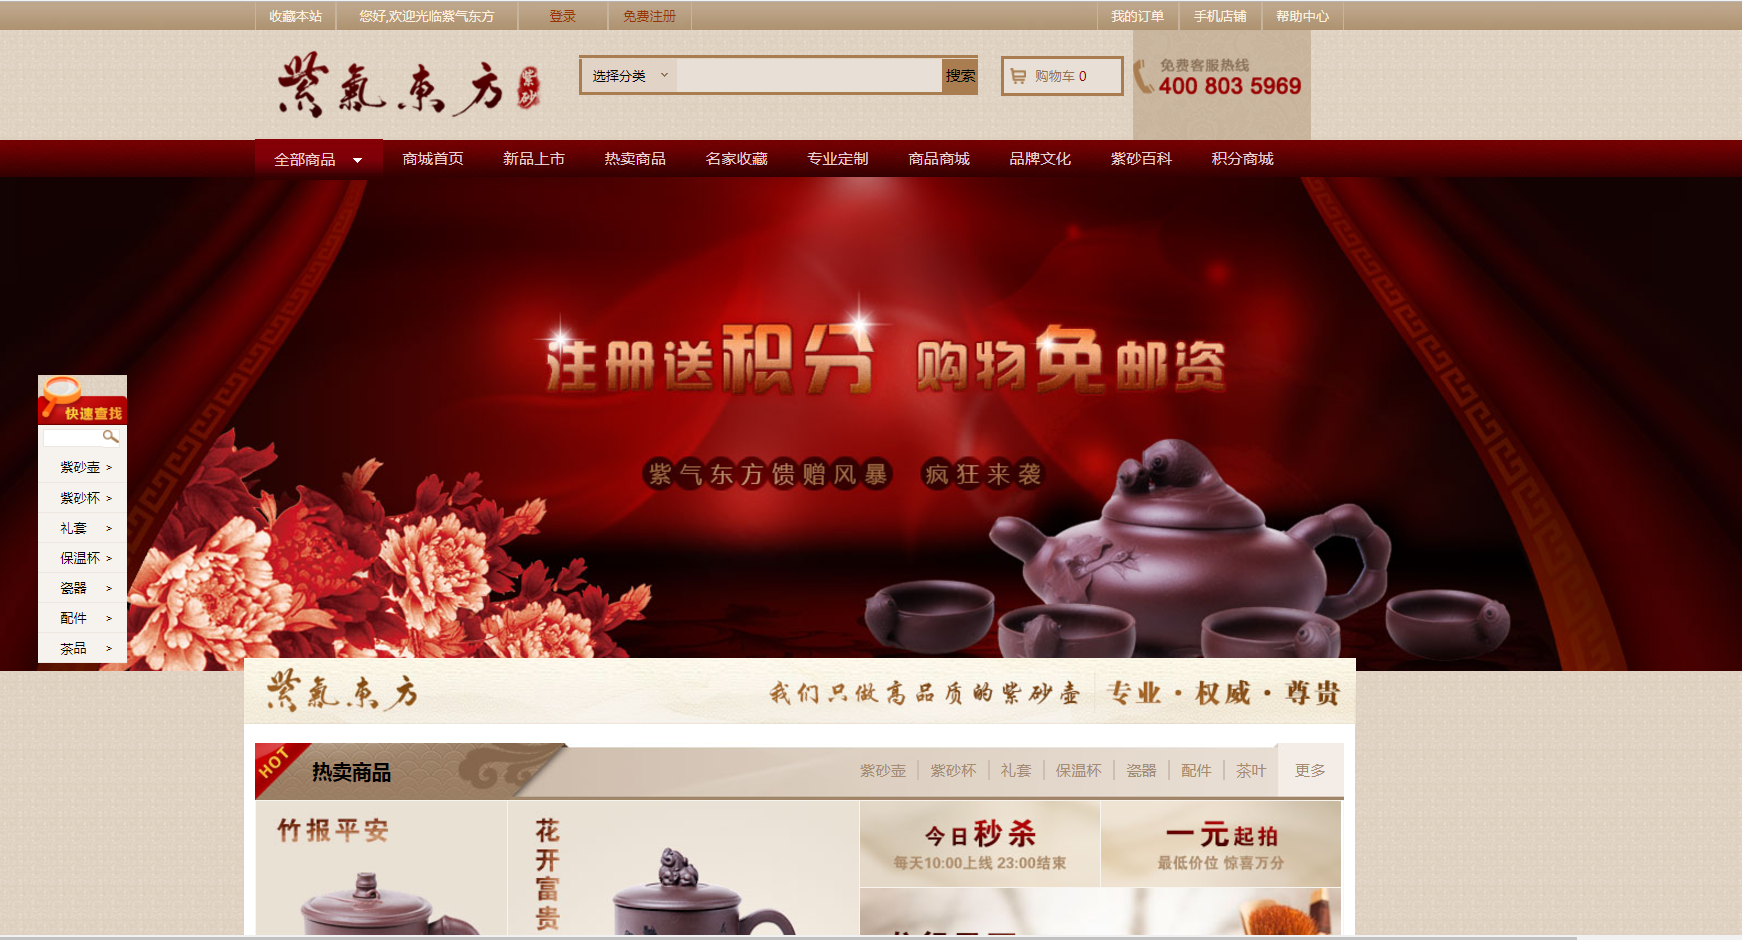 收藏本站 您好,欢迎光临紫气东方 登录 免费注册 我的订单 手机店铺 帮助中心
紫氣東方 紫砂
选择分类 搜索 购物车 0
免费客服热线
400 803 5969
全部商品 商城首页 新品上市 热卖商品 名家收藏 专业定制 商品商城 品牌文化 紫砂百科 积分商城
注册送积分 购物免邮资
紫气东方馈赠风暴 疯狂来袭
快速查找
紫砂壶 >
紫砂杯 >
礼套 >
保温杯 >
瓷器 >
配件 >
茶品 >
紫氣東方 我们只做高品质的紫砂壶 专业·权威·尊贵
HOT 热卖商品 紫砂壶 紫砂杯 礼套 保温杯 瓷器 配件 茶叶 更多
竹报平安
花开富贵
今日秒杀
每天10:00上线 23:00结束
一元起拍
最低价位 惊喜万分